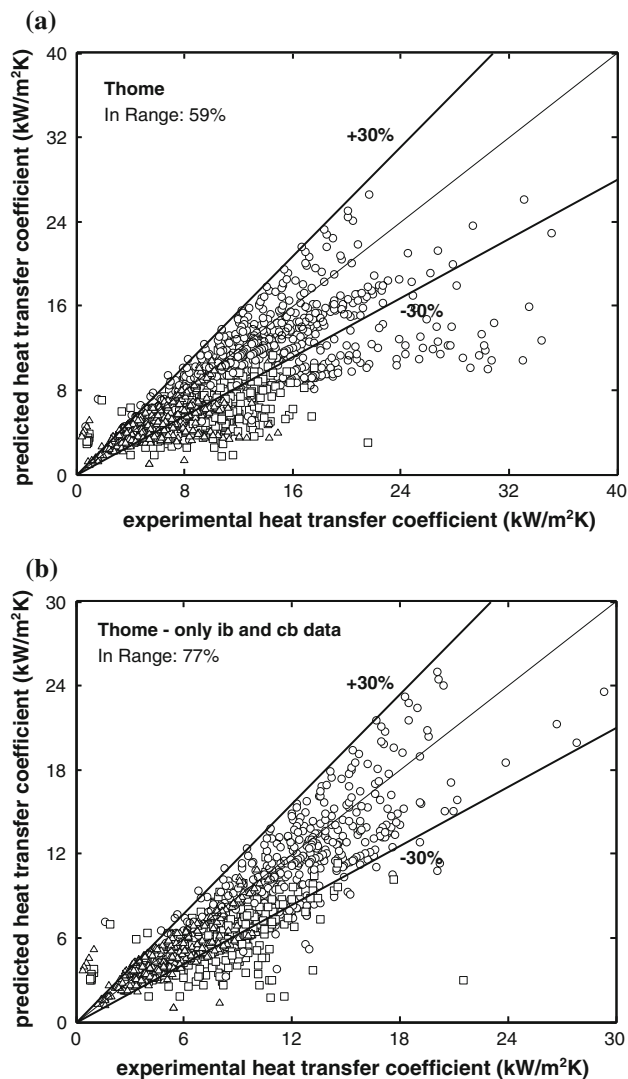 (a)
40
32
24
16
8
0
predicted heat transfer coefficient (kW/m²K)
Thome
In Range: 59%
+30%
-30%
0 8 16 24 32 40
experimental heat transfer coefficient (kW/m²K)
(b)
30
24
18
12
6
0
predicted heat transfer coefficient (kW/m²K)
Thome - only ib and cb data
In Range: 77%
+30%
-30%
0 6 12 18 24 30
experimental heat transfer coefficient (kW/m²K)